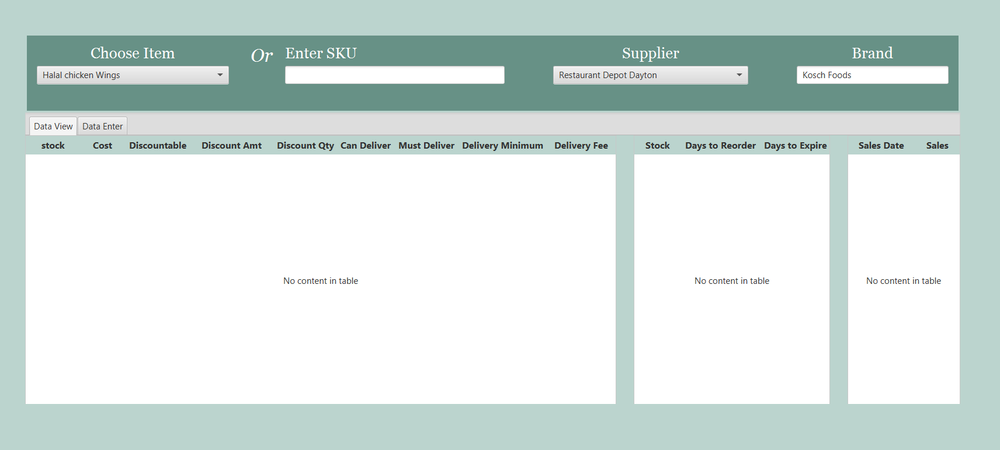 Choose Item
Or
Enter SKU
Supplier
Brand
Halal chicken Wings
Restaurant Depot Dayton
Kosch Foods
Data View
Data Enter
stock Cost Discountable Discount Amt Discount Qty Can Deliver Must Deliver Delivery Minimum Delivery Fee
Stock Days to Reorder Days to Expire
Sales Date Sales
No content in table
No content in table
No content in table